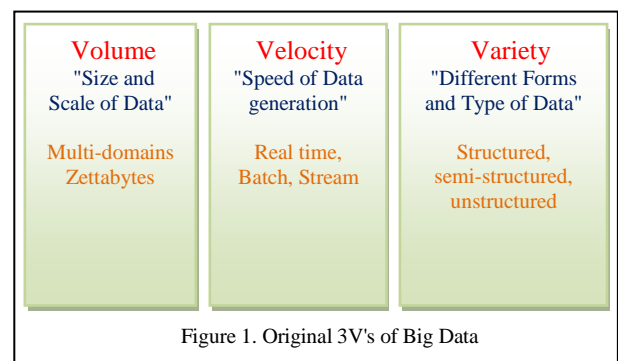 Volume
"Size and
Scale of Data"
Multi-domains
Zettabytes
Velocity
"Speed of Data
generation"
Real time,
Batch, Stream
Variety
"Different Forms
and Type of Data"
Structured,
semi-structured,
unstructured
Figure 1. Original 3V's of Big Data